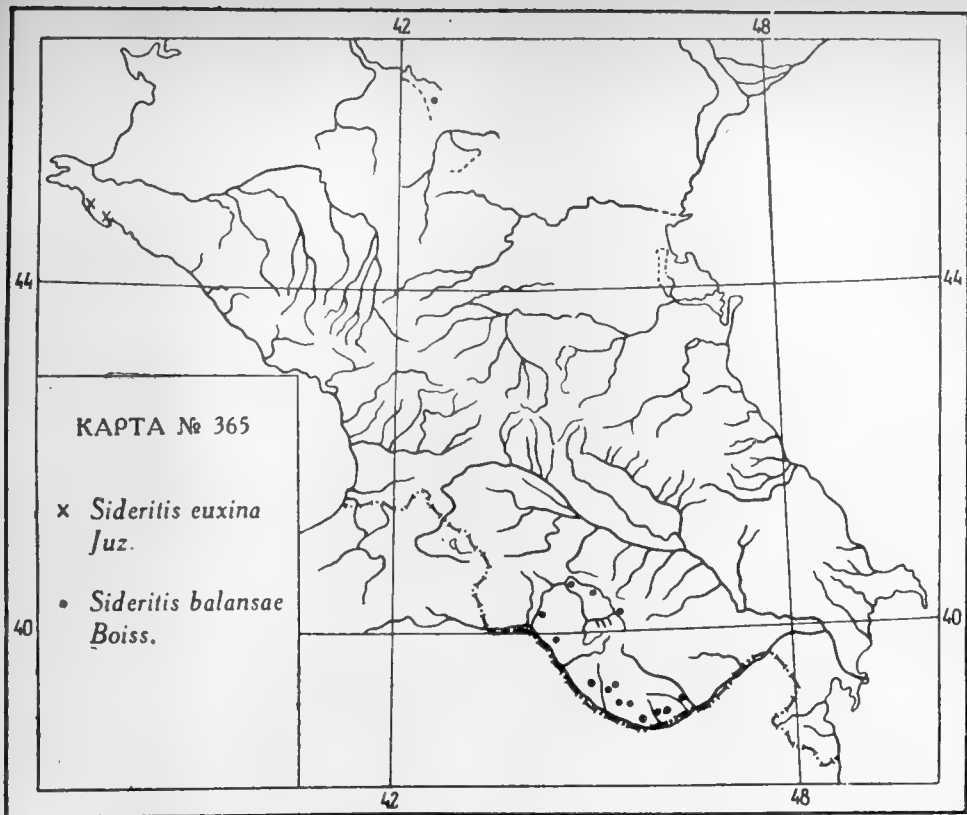 42 48
44 44
КАРТА № 365
x Sideritis euxina
Juz.
• Sideritis balansae
Boiss.
40 40
42 48